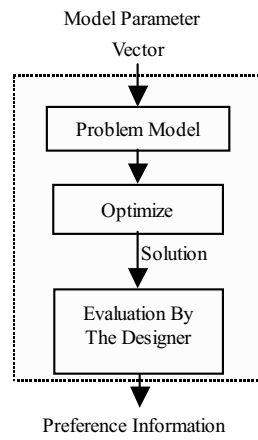 Model Parameter
Vector
Problem Model
Optimize
Solution
Evaluation By
The Designer
Preference Information